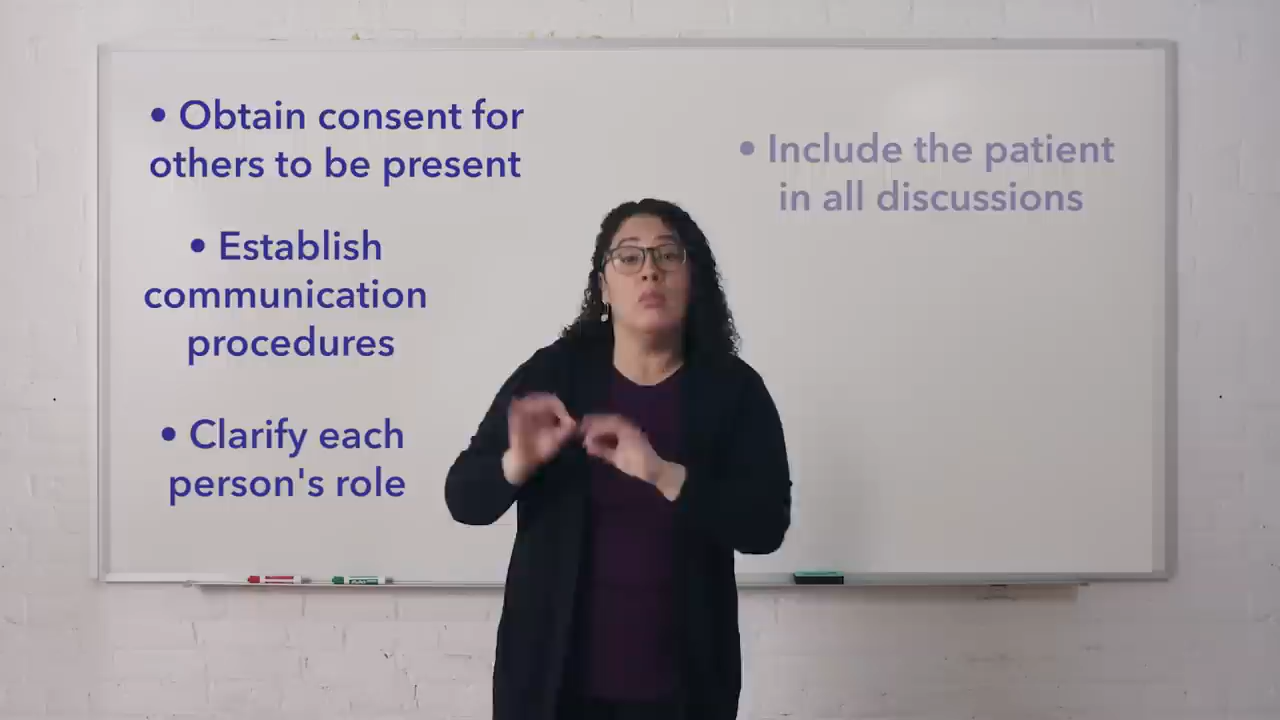 • Obtain consent for
others to be present
• Establish
communication
procedures
• Clarify each
person's role
• Include the patient
in all discussions